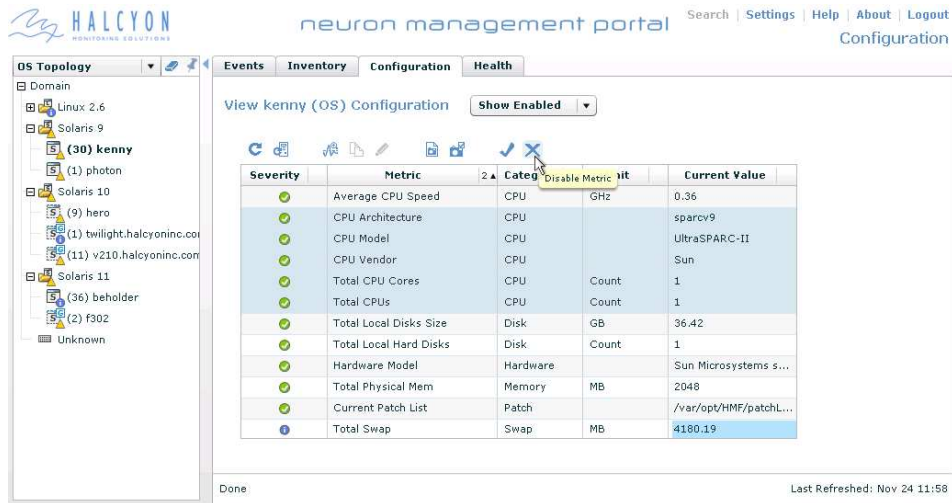 HALCYON
MONITORING SOLUTIONS
neuron management portal
Search | Settings | Help | About | Logout
Configuration
OS Topology
Domain
Linux 2.6
Solaris 9
(30) kenny
(1) photon
Solaris 10
(9) hero
(1) twilight.halcyoninc.co
(11) v210.halcyoninc.com
Solaris 11
(36) beholder
(2) f302
Unknown
Events Inventory Configuration Health
View kenny (OS) Configuration Show Enabled
Disable Metric
Severity Metric 2 Categ nit Current Value
Average CPU Speed CPU GHz 0.36
CPU Architecture CPU sparcv9
CPU Model CPU UltraSPARC-II
CPU Vendor CPU Sun
Total CPU Cores CPU Count 1
Total CPUs CPU Count 1
Total Local Disks Size Disk GB 36.42
Total Local Hard Disks Disk Count 1
Hardware Model Hardware Sun Microsystems s...
Total Physical Mem Memory MB 2048
Current Patch List Patch /var/opt/HMF/patchL...
Total Swap Swap MB 4180.19
Done
Last Refreshed: Nov 24 11:58